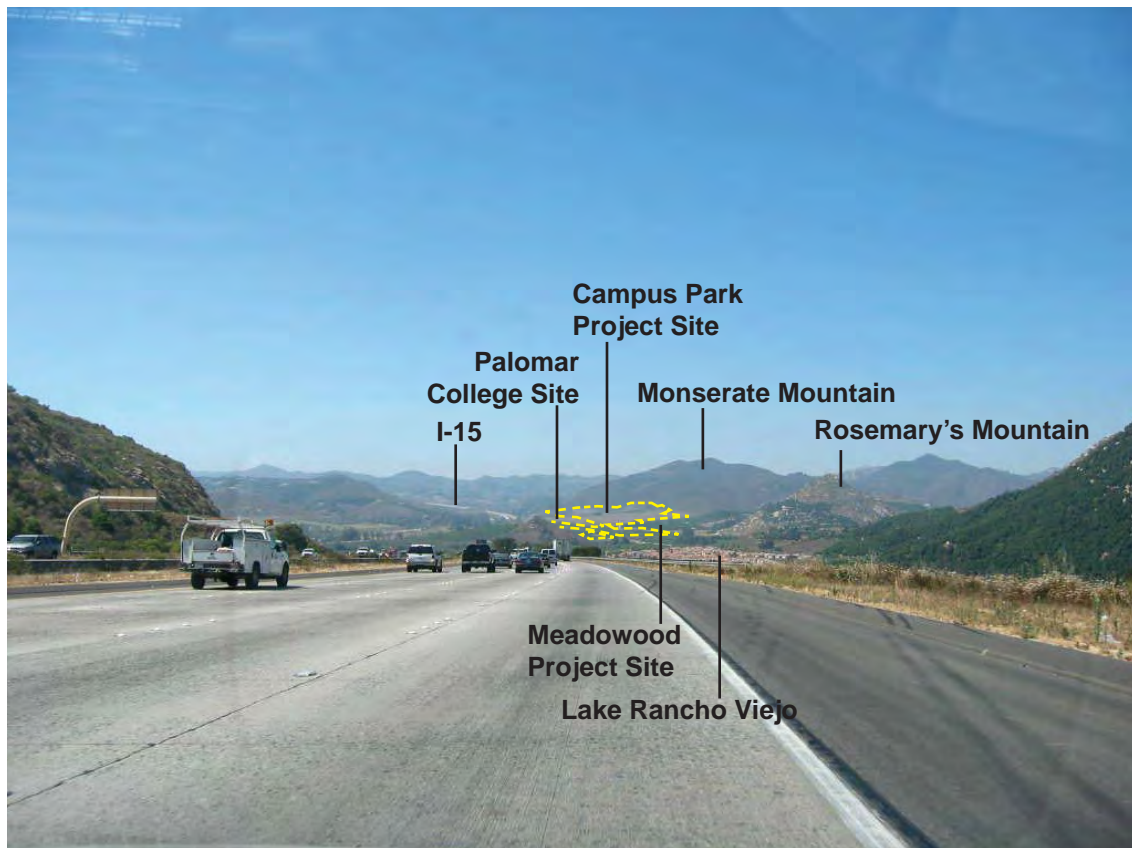 Campus Park
Project Site
Palomar
College Site
Monserate Mountain
I-15
Rosemary's Mountain
Meadowood
Project Site
Lake Rancho Viejo